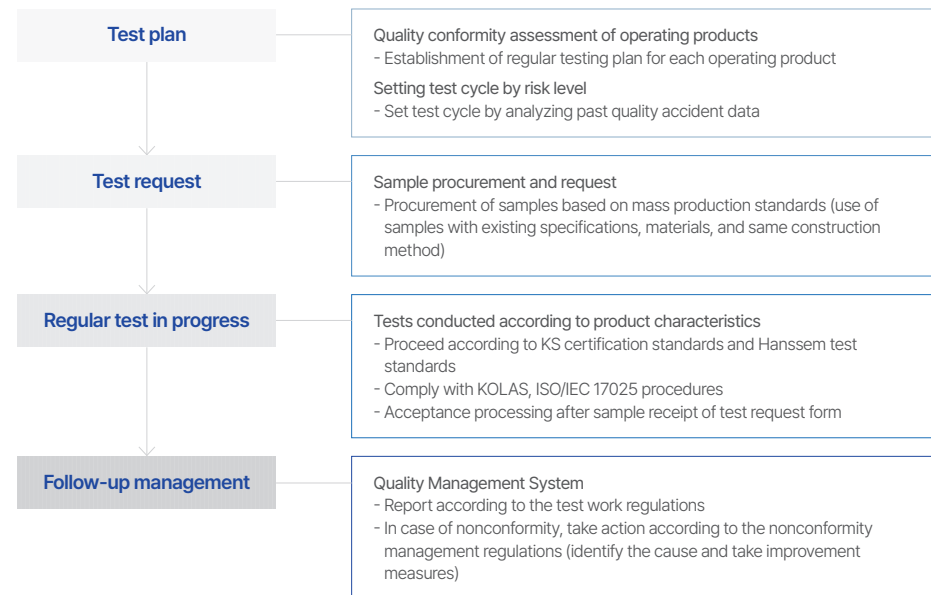 Test plan
Quality conformity assessment of operating products
- Establishment of regular testing plan for each operating product
Setting test cycle by risk level
- Set test cycle by analyzing past quality accident data
Test request
Sample procurement and request
- Procurement of samples based on mass production standards (use of
samples with existing specifications, materials, and same construction
method)
Regular test in progress
Tests conducted according to product characteristics
- Proceed according to KS certification standards and Hanssem test
standards
- Comply with KOLAS, ISO/IEC 17025 procedures
- Acceptance processing after sample receipt of test request form
Follow-up management
Quality Management System
- Report according to the test work regulations
- In case of nonconformity, take action according to the nonconformity
management regulations (identify the cause and take improvement
measures)